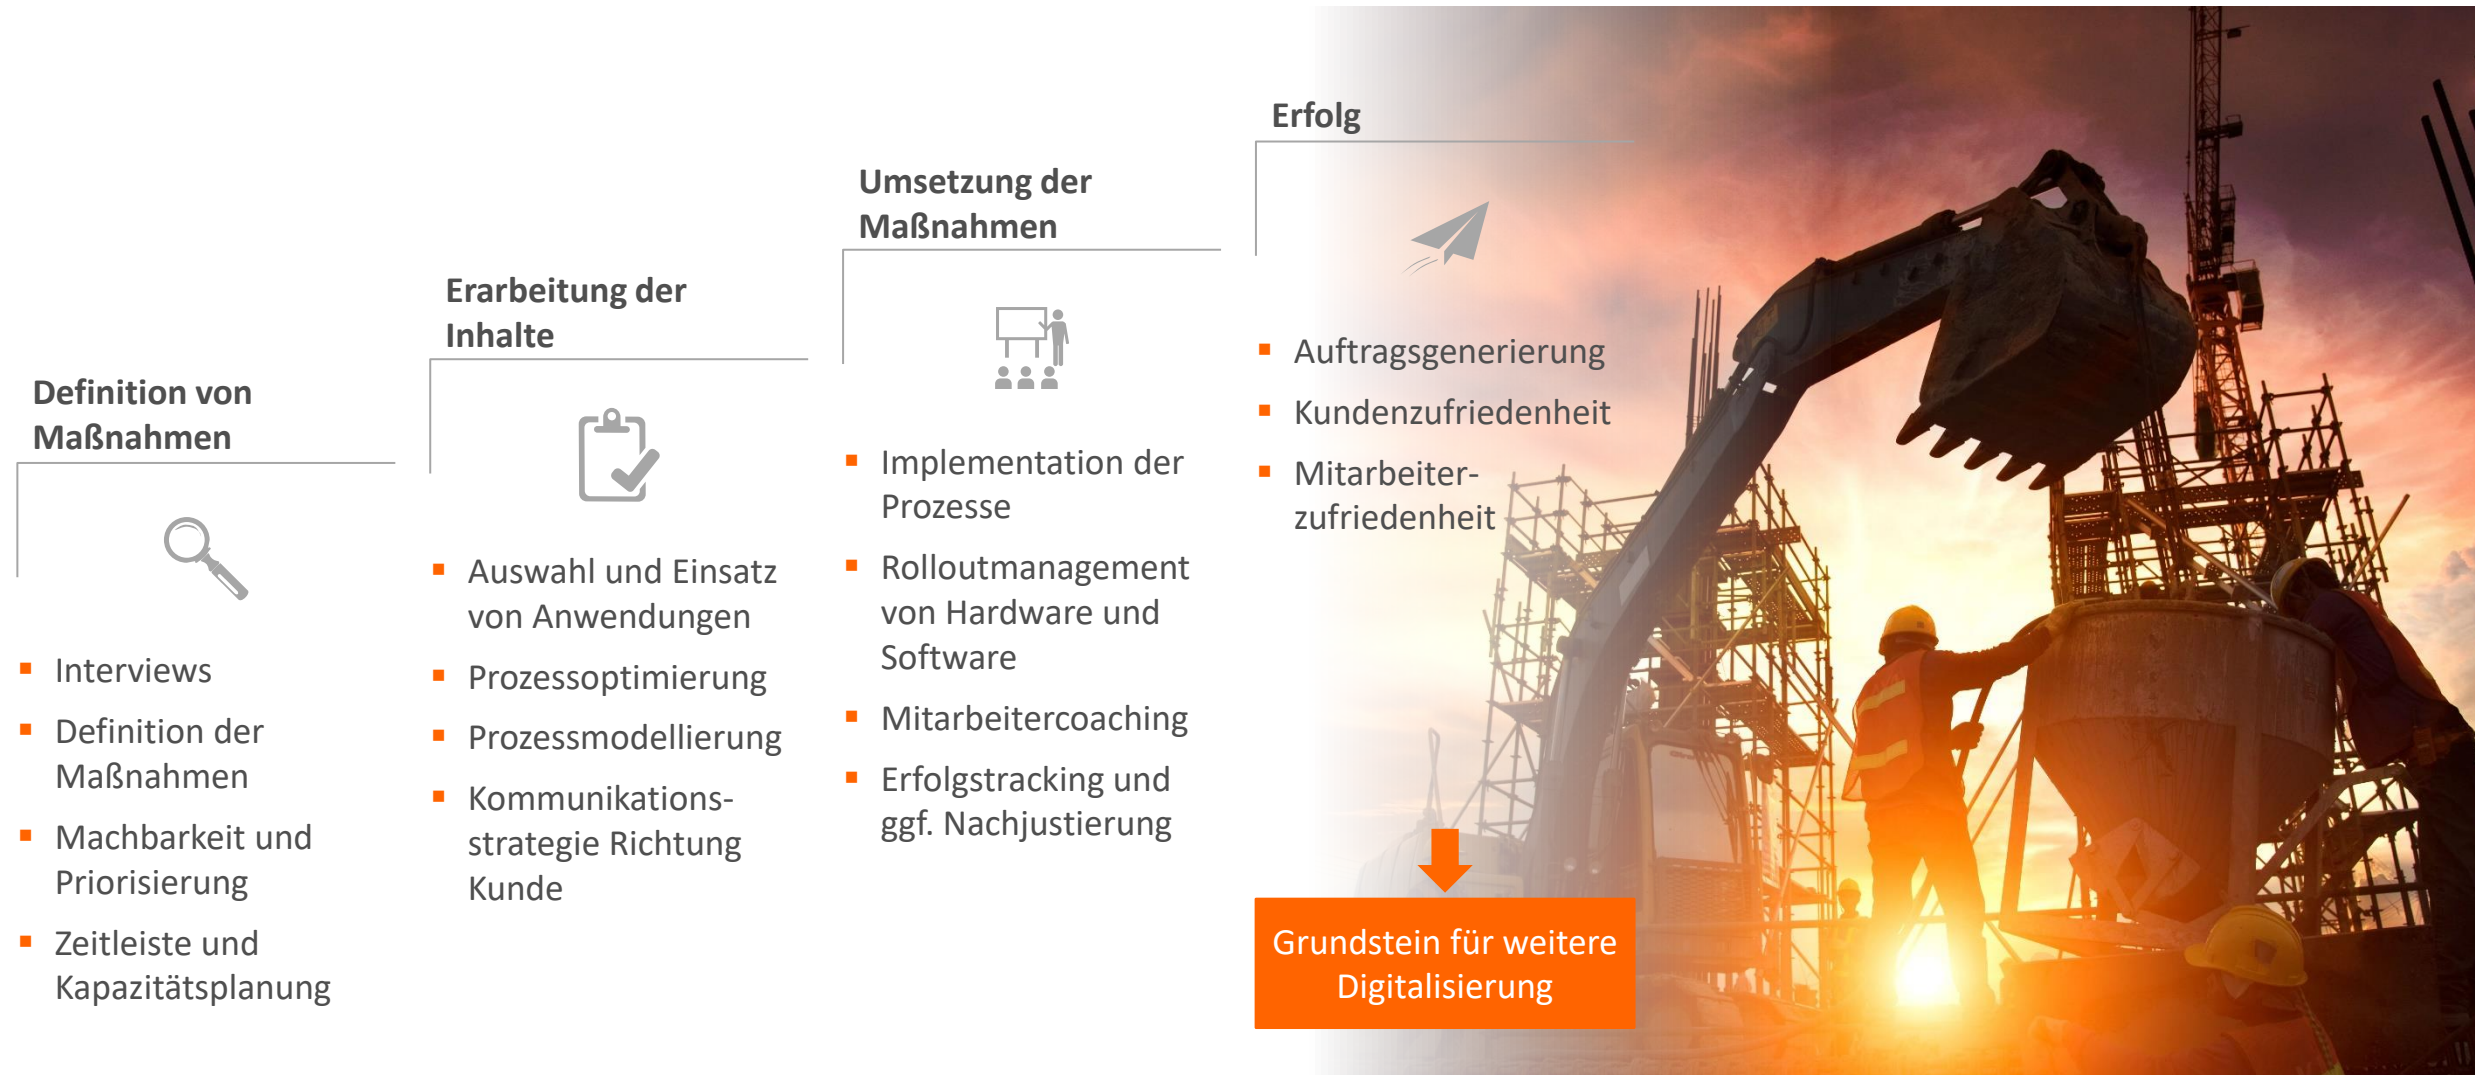 Definition von
Maßnahmen
Interviews
Definition der
Maßnahmen
Machbarkeit und
Priorisierung
Zeitleiste und
Kapazitätsplanung
Erarbeitung der
Inhalte
Auswahl und Einsatz
von Anwendungen
Prozessoptimierung
Prozessmodellierung
Kommunikations-
strategie Richtung
Kunde
Umsetzung der
Maßnahmen
Implementation der
Prozesse
Rolloutmanagement
von Hardware und
Software
Mitarbeitercoaching
Erfolgstracking und
ggf. Nachjustierung
Erfolg
Auftragsgenerierung
Kundenzufriedenheit
Mitarbeiter-
zufriedenheit
Grundstein für weitere
Digitalisierung